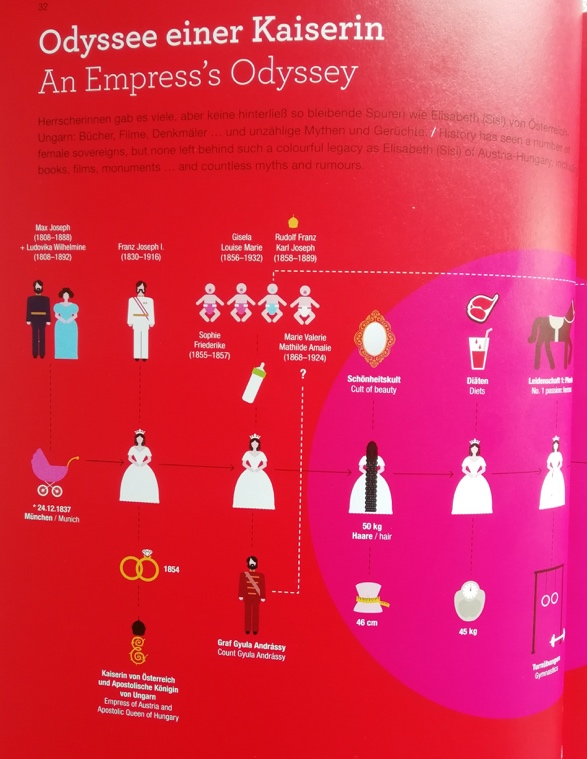 32
Odyssee einer Kaiserin
An Empress's Odyssey
Herrscherinnen gab es viele, aber keine hinterließ so bleibende Spuren wie Elisabeth (Sisi) von Österreich-
Ungarn: Bücher, Filme, Denkmäler ... und unzählige Mythen und Gerüchte. / History has seen a number of
female sovereigns, but none left behind such a colourful legacy as Elisabeth (Sisi) of Austria-Hungary,
books, films, monuments ... and countless myths and rumours.
Max Joseph
(1808–1888)
+ Ludovika Wilhelmine
(1808–1892)
Franz Joseph I.
(1830–1916)
Gisela
Louise Marie
(1856–1932)
Rudolf Franz
Karl Joseph
(1858–1889)
Sophie
Friederike
(1855–1857)
Marie Valerie
Mathilde Amalie
(1868–1924)
?
Schönheitskult
Cult of beauty
Diäten
Diets
Leidenschaft 1:
No. 1 passion:
* 24.12.1837
München / Munich
50 kg
Haare / hair
1854
46 cm
45 kg
Graf Gyula Andrássy
Count Gyula Andrássy
Turnübungen
Gymnastics
Kaiserin von Österreich
und Apostolische Königin
von Ungarn
Empress of Austria and
Apostolic Queen of Hungary